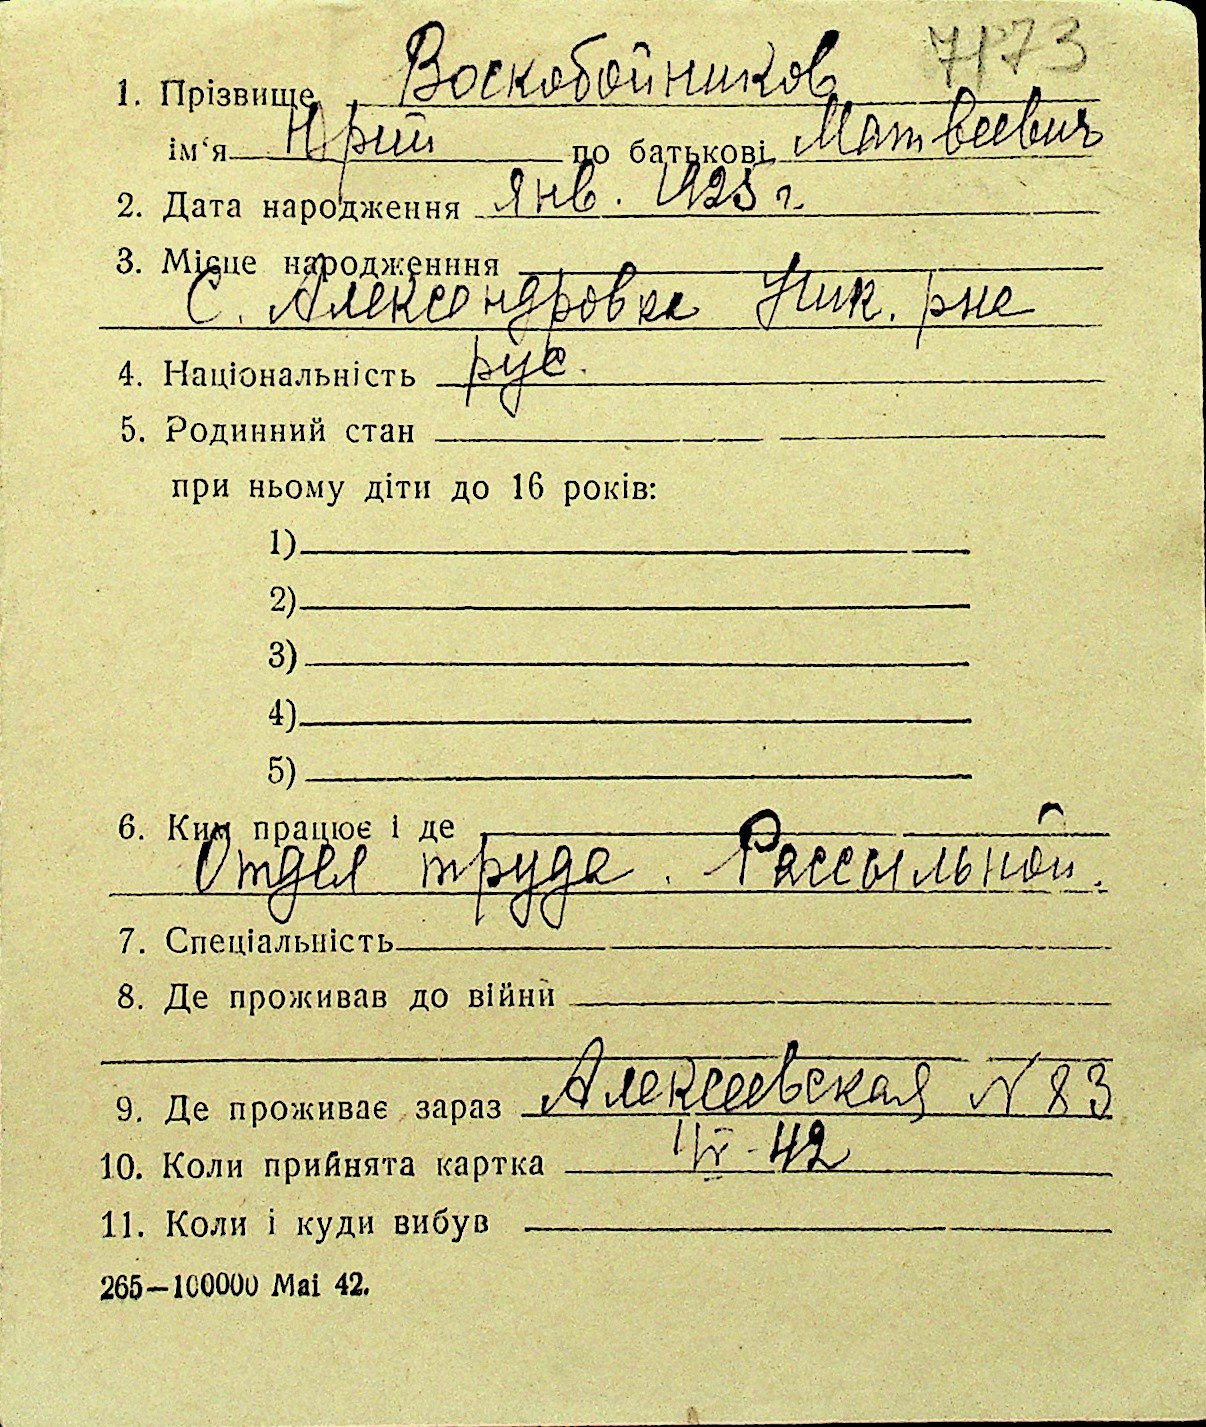 7173
1. Прізвище Воскобойников
ім‘я Юрий по батькові Матвеевич
2. Дата народження янв. 1925 г.
3. Місце народженння
с. Александровка Ник. рна
4. Національність рус.
5. Родинний стан
при ньому діти до 16 років:
1)
2)
3)
4)
5)
6. Ким працює і де
Отдел труда. Рассыльной.
7. Спеціальність
8. Де проживав до війни
9. Де проживає зараз Алексеевская N 83
10. Коли прийнята картка -42
11. Коли і куди вибув
265—100000 Mai 42.